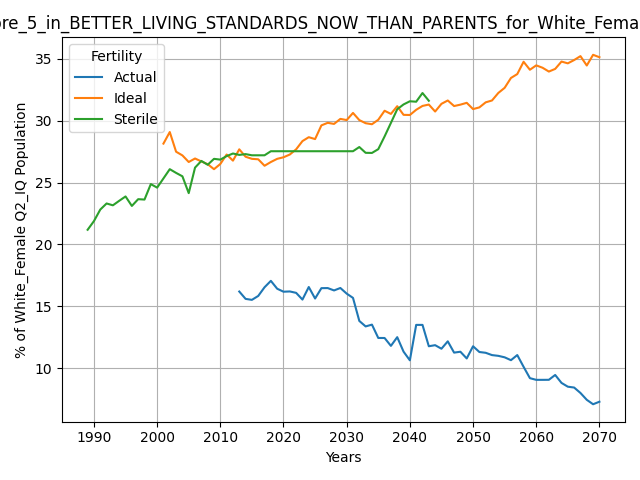 ore_5_in_BETTER_LIVING_STANDARDS_NOW_THAN_PARENTS_for_White_Fema
Fertility
Actual
Ideal
Sterile
% of White_Female Q2_IQ Population
35
30
25
20
15
10
1990 2000 2010 2020 2030 2040 2050 2060 2070
Years